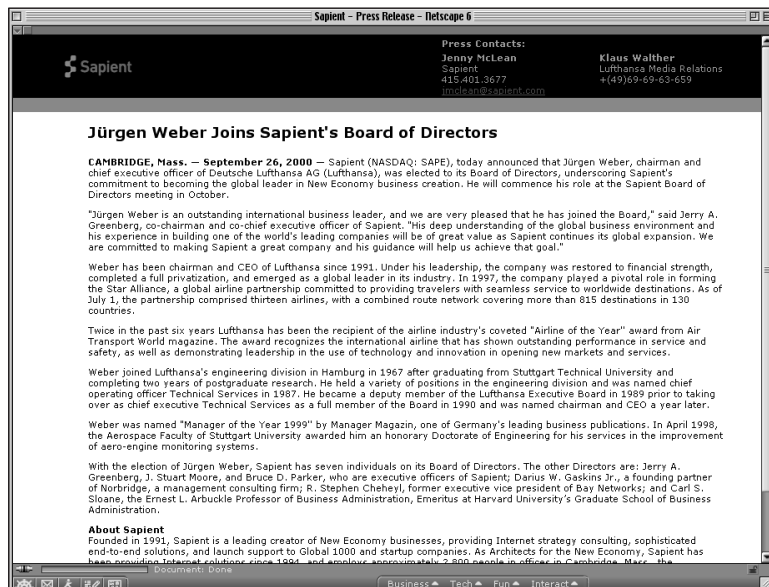 Sapient - Press Release - Netscape 6
Press Contacts:
Jenny McLean
Sapient
415.401.3677
jmclean@sapient.com
Klaus Walther
Lufthansa Media Relations
+(49)69-69-63-659
Sapient
Jürgen Weber Joins Sapient's Board of Directors
CAMBRIDGE, Mass. — September 26, 2000 — Sapient (NASDAQ: SAPE), today announced that Jürgen Weber, chairman and
chief executive officer of Deutsche Lufthansa AG (Lufthansa), was elected to its Board of Directors, underscoring Sapient's
commitment to becoming the global leader in New Economy business creation. He will commence his role at the Sapient Board of
Directors meeting in October.
"Jürgen Weber is an outstanding international business leader, and we are very pleased that he has joined the Board," said Jerry A.
Greenberg, co-chairman and co-chief executive officer of Sapient. "His deep understanding of the global business environment and
his experience in building one of the world's leading companies will be of great value as Sapient continues its global expansion. We
are committed to making Sapient a great company and his guidance will help us achieve that goal."
Weber has been chairman and CEO of Lufthansa since 1991. Under his leadership, the company was restored to financial strength,
completed a full privatization, and emerged as a global leader in its industry. In 1997, the company played a pivotal role in forming
the Star Alliance, a global airline partnership committed to providing travelers with seamless service to worldwide destinations. As of
July 1, the partnership comprised thirteen airlines, with a combined route network covering more than 815 destinations in 130
countries.
Twice in the past six years Lufthansa has been the recipient of the airline industry's coveted "Airline of the Year" award from Air
Transport World magazine. The award recognizes the international airline that has shown outstanding performance in service and
safety, as well as demonstrating leadership in the use of technology and innovation in opening new markets and services.
Weber joined Lufthansa's engineering division in Hamburg in 1967 after graduating from Stuttgart Technical University and
completing two years of postgraduate research. He held a variety of positions in the engineering division and was named chief
operating officer Technical Services in 1987. He became a deputy member of the Lufthansa Executive Board in 1989 prior to taking
over as chief executive Technical Services as a full member of the Board in 1990 and was named chairman and CEO a year later.
Weber was named "Manager of the Year 1999" by Manager Magazin, one of Germany's leading business publications. In April 1998,
the Aerospace Faculty of Stuttgart University awarded him an honorary Doctorate of Engineering for his services in the improvement
of aero-engine monitoring systems.
With the election of Jürgen Weber, Sapient has seven individuals on its Board of Directors. The other Directors are: Jerry A.
Greenberg, J. Stuart Moore, and Bruce D. Parker, who are executive officers of Sapient; Darius W. Gaskins Jr., a founding partner
of Norbridge, a management consulting firm; R. Stephen Cheheyl, former executive vice president of Bay Networks; and Carl S.
Sloane, the Ernest L. Arbuckle Professor of Business Administration, Emeritus at Harvard University's Graduate School of Business
Administration.
About Sapient
Founded in 1991, Sapient is a leading creator of New Economy businesses, providing Internet strategy consulting, sophisticated
end-to-end solutions, and launch support to Global 1000 and startup companies. As Architects for the New Economy, Sapient has
been providing Internet solutions since 1994, and employs approximately 2,800 people in offices in Cambridge, Mass., the
Document: Done
Business Tech Fun Interact